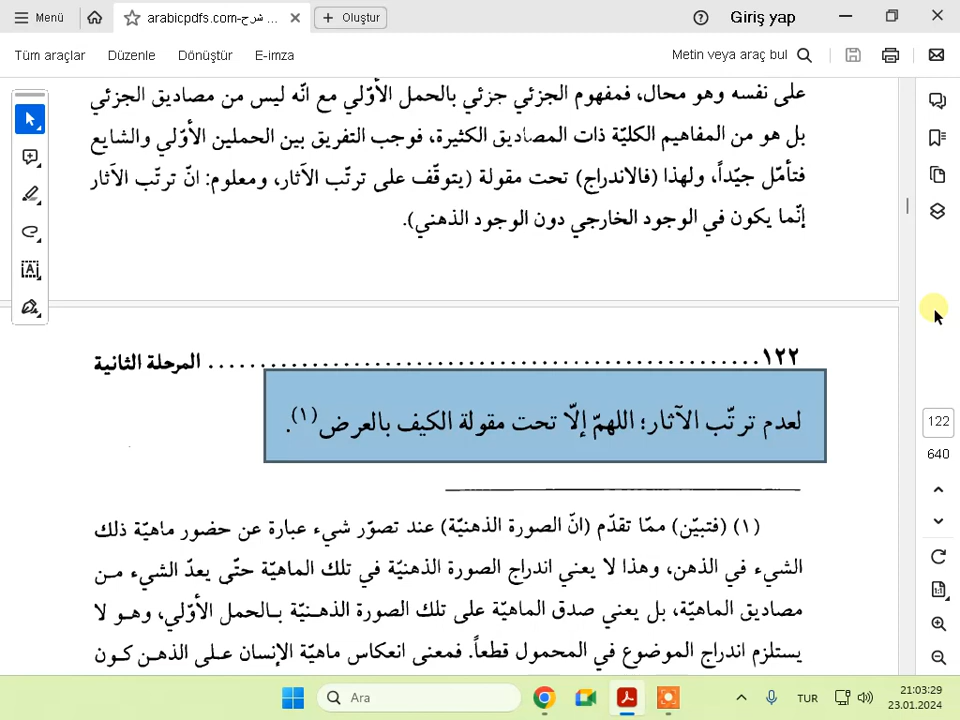 Menü
arabicpdfs.com-شرح ...
Oluştur
Giriş yap
Tüm araçlar
Düzenle
Dönüştür
E-imza
Metin veya araç bul
على نفسه وهو محال، فمفهوم الجزئي جزئي بالحمل الأوّلي مع انّه ليس من مصاديق الجزئي
بل هو من المفاهيم الكليّة ذات المصاديق الكثيرة، فوجب التفريق بين الحملين الأوّلي والشايع
فتأمّل جيّداً، ولهذا (فالاندراج) تحت مقولة (يتوقّف على ترتّب الآثار، ومعلوم: انّ ترتّب الآثار
إنّما يكون في الوجود الخارجي دون الوجود الذهني).
١٢٢ ........................................................ المرحلة الثانية
لعدم ترتّب الآثار؛ اللهمّ إلّا تحت مقولة الكيف بالعرض(١).
(١) (فتبيّن) ممّا تقدّم (انّ الصورة الذهنيّة) عند تصوّر شيء عبارة عن حضور ماهيّة ذلك
الشيء في الذهن، وهذا لا يعني اندراج الصورة الذهنيّة في تلك الماهيّة حتّى يعدّ الشيء مـن
مصاديق الماهيّة، بل يعني صدق الماهيّة على تلك الصورة الذهـنيّة بـالحمل الأوّلي، وهـو لا
يستلزم اندراج الموضوع في المحمول قطعاً. فمعنى انعكاس ماهيّة الإنسان عـلى الذهـن كـون
122
640
Ara
TUR
21:03:29
23.01.2024